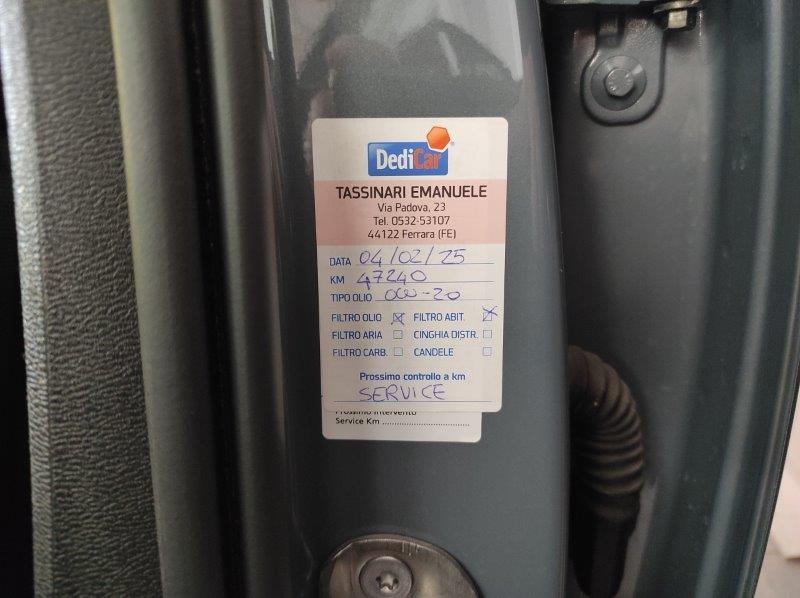 DediCar
TASSINARI EMANUELE
Via Padova, 23
Tel. 0532-53107
44122 Ferrara (FE)
DATA 04/02/25
KM 47240
TIPO OLIO 0W-20
FILTRO OLIO ☒ FILTRO ABIT. ☒
FILTRO ARIA ☐ CINGHIA DISTR. ☐
FILTRO CARB. ☐ CANDELE ☐
Prossimo controllo a km
SERVICE
Prossimo intervento
Service Km